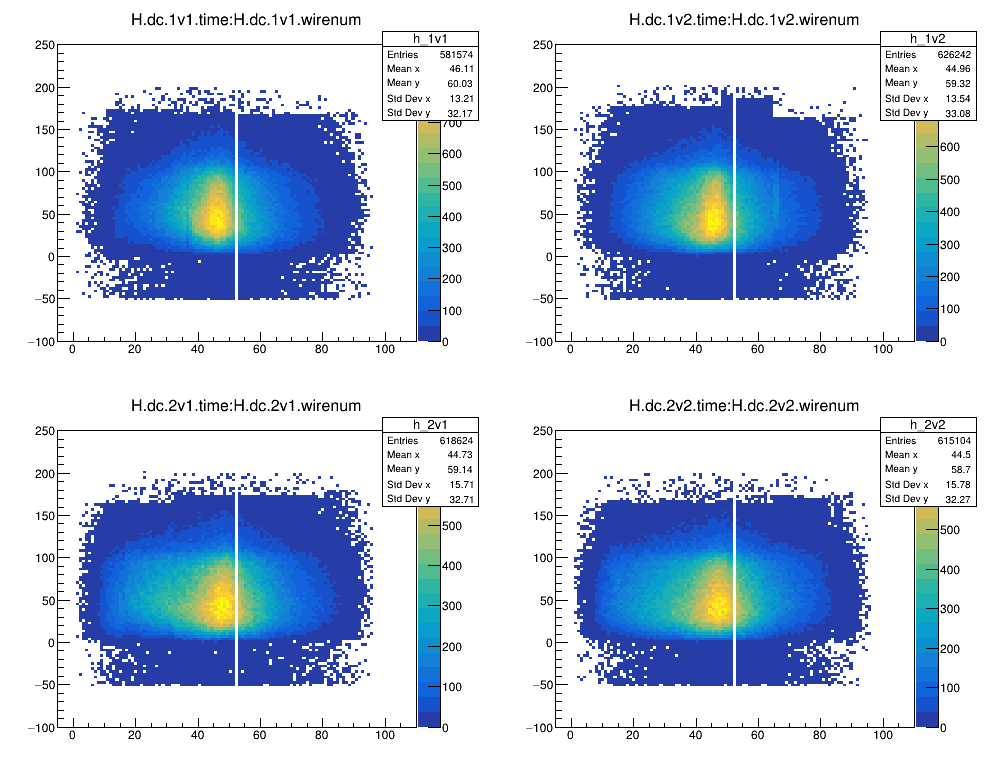 H.dc.1v1.time:H.dc.1v1.wirenum
h_1v1
Entries 581574
Mean x 46.11
Mean y 60.03
Std Dev x 13.21
Std Dev y 32.17
250
200
150
100
50
0
−50
−100
0 20 40 60 80 100
700
600
500
400
300
200
100
0
H.dc.1v2.time:H.dc.1v2.wirenum
h_1v2
Entries 626242
Mean x 44.96
Mean y 59.32
Std Dev x 13.54
Std Dev y 33.08
250
200
150
100
50
0
−50
−100
0 20 40 60 80 100
600
500
400
300
200
100
0
H.dc.2v1.time:H.dc.2v1.wirenum
h_2v1
Entries 618624
Mean x 44.73
Mean y 59.14
Std Dev x 15.71
Std Dev y 32.71
250
200
150
100
50
0
−50
−100
0 20 40 60 80 100
500
400
300
200
100
0
H.dc.2v2.time:H.dc.2v2.wirenum
h_2v2
Entries 615104
Mean x 44.5
Mean y 58.7
Std Dev x 15.78
Std Dev y 32.27
250
200
150
100
50
0
−50
−100
0 20 40 60 80 100
500
400
300
200
100
0